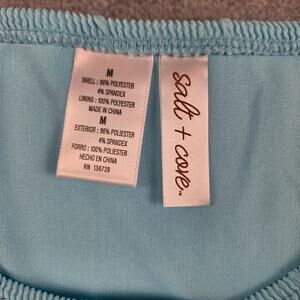 M
SHELL : 96% POLYESTER
4% SPANDEX
LINING : 100% POLYESTER
MADE IN CHINA
M
EXTERIOR : 96% POLIESTER
4% SPANDEX
FORRO : 100% POLIESTER
HECHO EN CHINA
RN 136739
salt + cove™